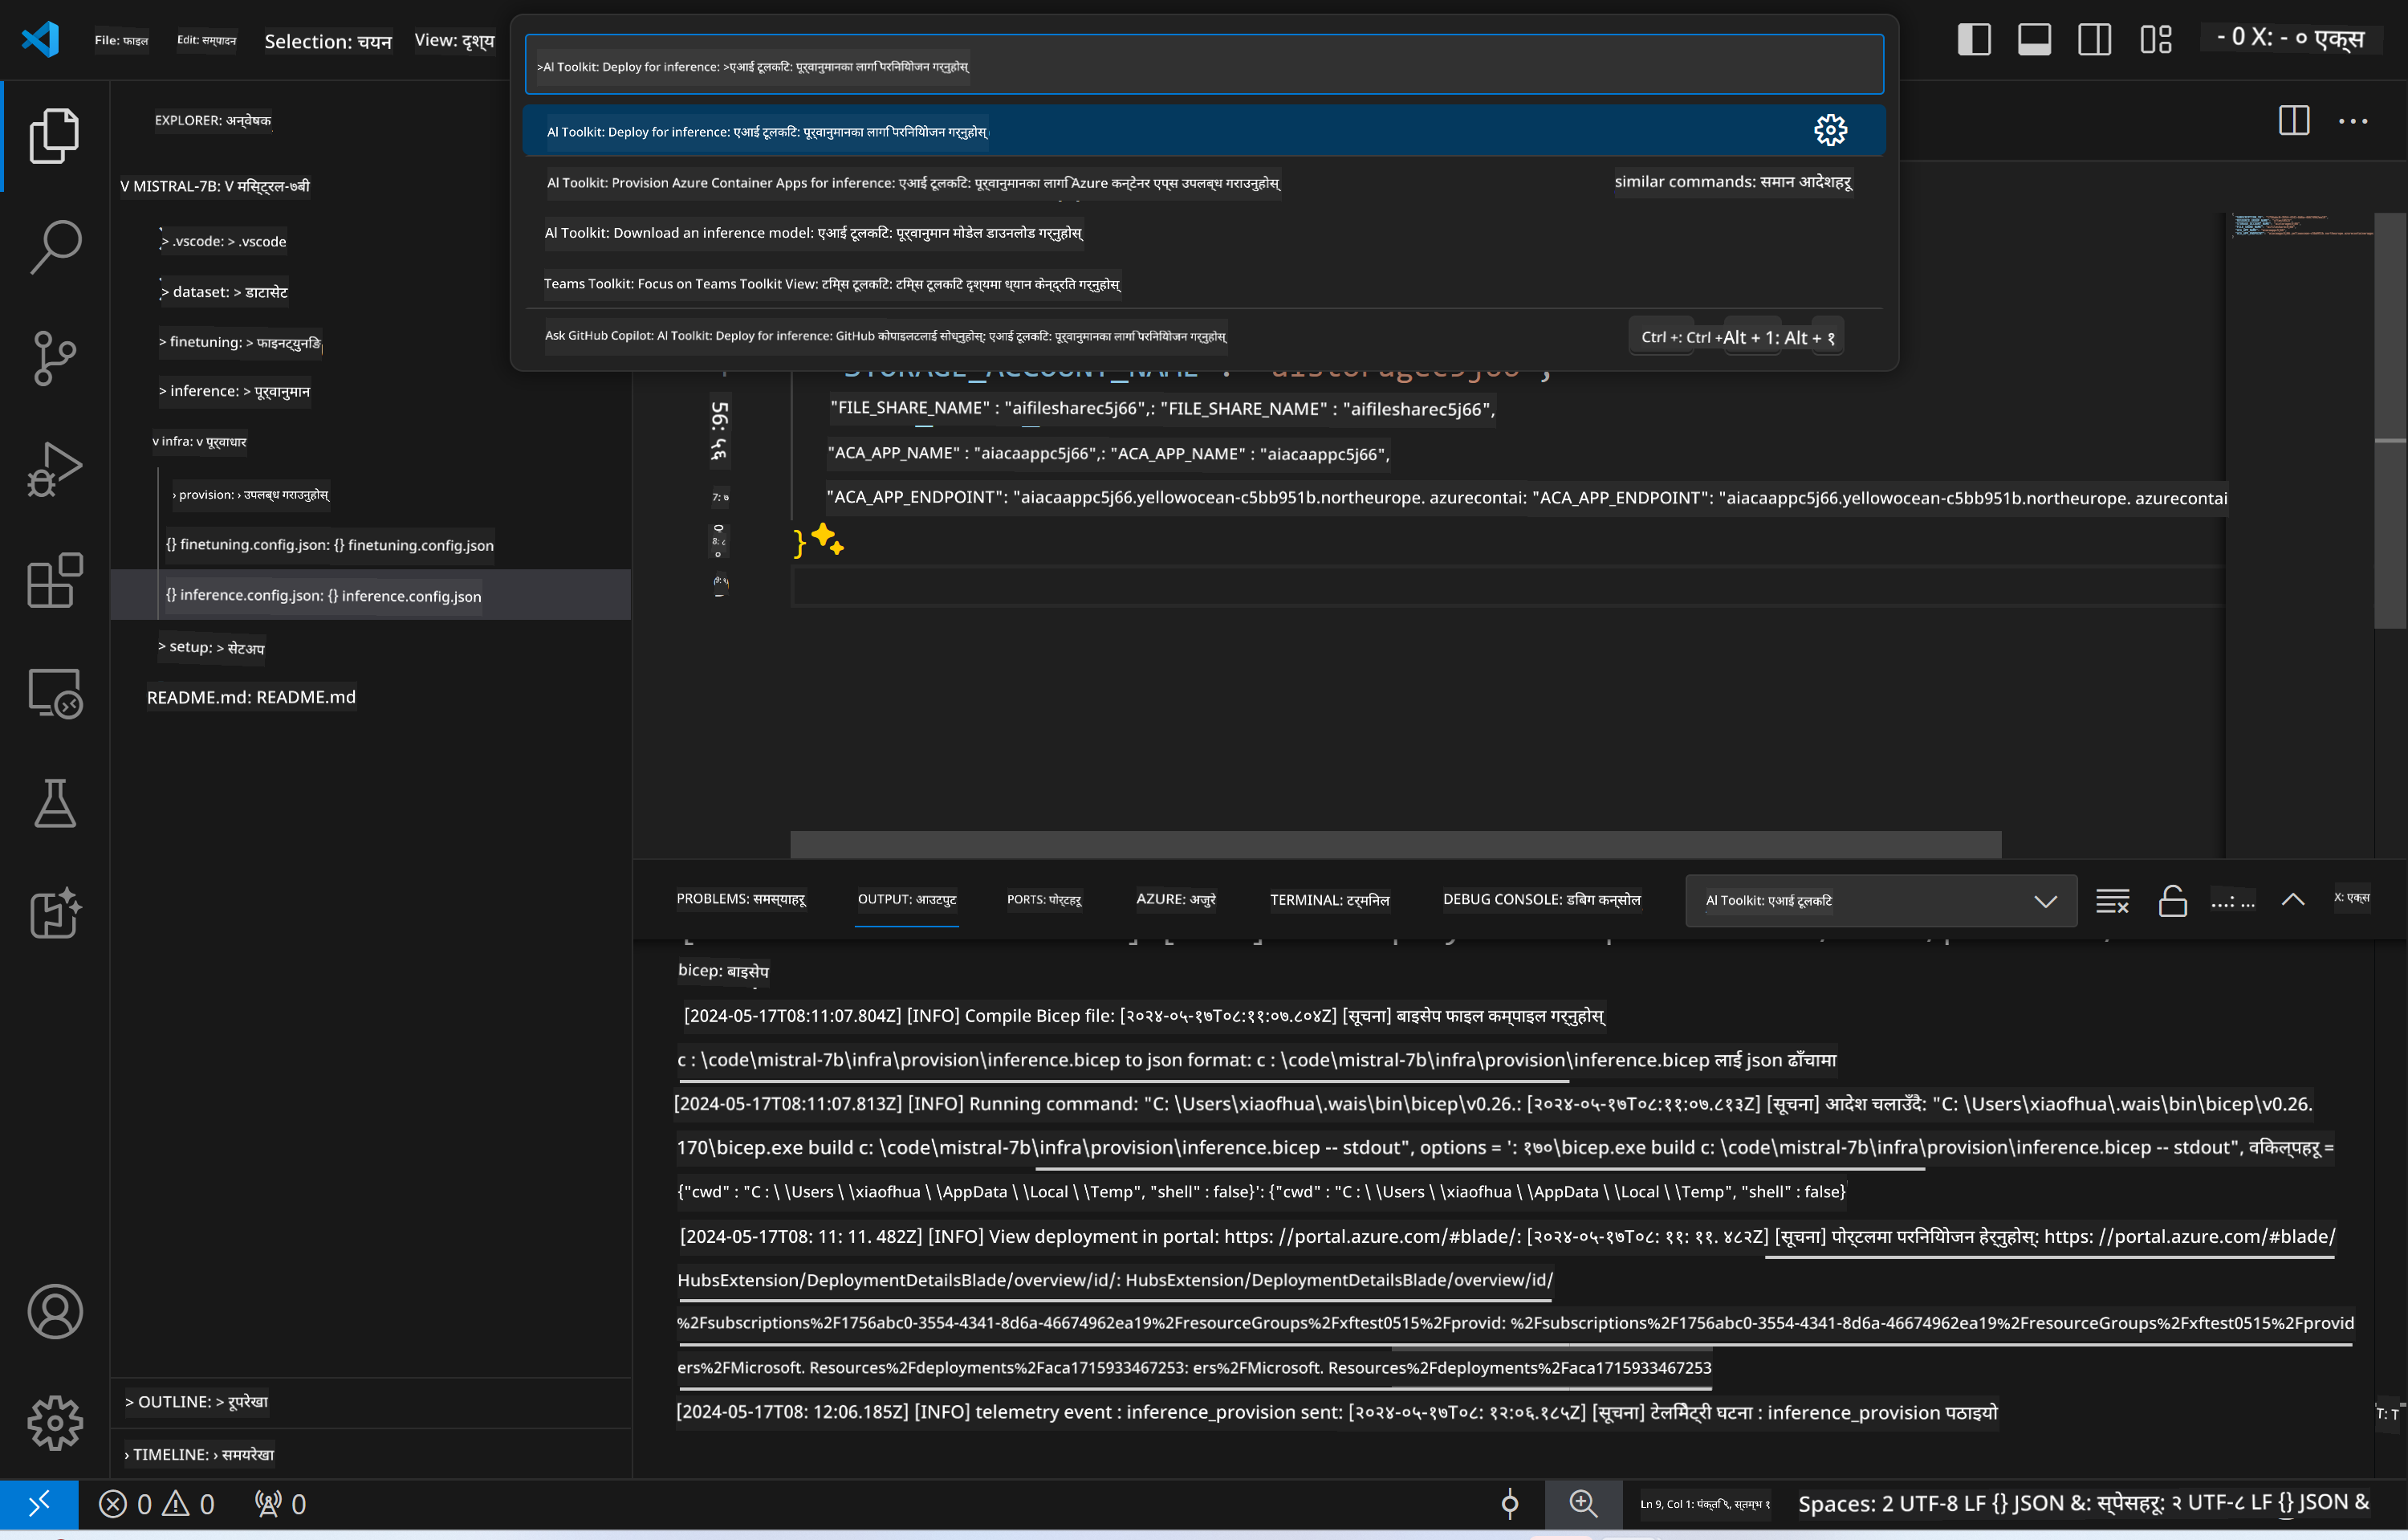 File: फाइल
Edit: सम्पादन
Selection: चयन
View: दृश्य
- 0 X: - ० एक्स
>Al Toolkit: Deploy for inference: >एआई टूलकिट: पूर्वानुमानका लागि परिनियोजन गर्नुहोस्
Al Toolkit: Deploy for inference: एआई टूलकिट: पूर्वानुमानका लागि परिनियोजन गर्नुहोस्
Al Toolkit: Provision Azure Container Apps for inference: एआई टूलकिट: पूर्वानुमानका लागि Azure कन्टेनर एप्स उपलब्ध गराउनुहोस्
similar commands: समान आदेशहरू
Al Toolkit: Download an inference model: एआई टूलकिट: पूर्वानुमान मोडेल डाउनलोड गर्नुहोस्
Teams Toolkit: Focus on Teams Toolkit View: टिम्स टूलकिट: टिम्स टूलकिट दृश्यमा ध्यान केन्द्रित गर्नुहोस्
Ask GitHub Copilot: Al Toolkit: Deploy for inference: GitHub कोपाइलटलाई सोध्नुहोस्: एआई टूलकिट: पूर्वानुमानका लागि परिनियोजन गर्नुहोस्
Ctrl +: Ctrl +
Alt + 1: Alt + १
EXPLORER: अन्वेषक
V MISTRAL-7B: V मिस्ट्रल-७बी
> .vscode: > .vscode
> dataset: > डाटासेट
> finetuning: > फाइनट्युनिङ
> inference: > पूर्वानुमान
v infra: v पूर्वाधार
› provision: › उपलब्ध गराउनुहोस्
{} finetuning.config.json: {} finetuning.config.json
{} inference.config.json: {} inference.config.json
> setup: > सेटअप
README.md: README.md
> OUTLINE: > रूपरेखा
› TIMELINE: › समयरेखा
"STORAGE_ACCOUNT_NAME": "aistoragec5j66",
56: ५६
"FILE_SHARE_NAME" : "aifilesharec5j66",: "FILE_SHARE_NAME" : "aifilesharec5j66",
"ACA_APP_NAME" : "aiacaappc5j66",: "ACA_APP_NAME" : "aiacaappc5j66",
7: ७
"ACA_APP_ENDPOINT": "aiacaappc5j66.yellowocean-c5bb951b.northeurope. azurecontai: "ACA_APP_ENDPOINT": "aiacaappc5j66.yellowocean-c5bb951b.northeurope. azurecontai
8: ८
}
PROBLEMS: समस्याहरू
OUTPUT: आउटपुट
PORTS: पोर्टहरू
AZURE: अजुरे
TERMINAL: टर्मिनल
DEBUG CONSOLE: डिबग कन्सोल
Al Toolkit: एआई टूलकिट
...: ...
X: एक्स
bicep: बाइसेप
[2024-05-17T08:11:07.804Z] [INFO] Compile Bicep file: [२०२४-०५-१७T०८:११:०७.८०४Z] [सूचना] बाइसेप फाइल कम्पाइल गर्नुहोस्
c : \code\mistral-7b\infra\provision\inference.bicep to json format: c : \code\mistral-7b\infra\provision\inference.bicep लाई json ढाँचामा
[2024-05-17T08:11:07.813Z] [INFO] Running command: "C: \Users\xiaofhua\.wais\bin\bicep\v0.26.: [२०२४-०५-१७T०८:११:०७.८१३Z] [सूचना] आदेश चलाउँदै: "C: \Users\xiaofhua\.wais\bin\bicep\v0.26.
170\bicep.exe build c: \code\mistral-7b\infra\provision\inference.bicep -- stdout", options = ': १७०\bicep.exe build c: \code\mistral-7b\infra\provision\inference.bicep -- stdout", विकल्पहरू =
{"cwd" : "C : \ \Users \ \xiaofhua \ \AppData \ \Local \ \Temp", "shell" : false}': {"cwd" : "C : \ \Users \ \xiaofhua \ \AppData \ \Local \ \Temp", "shell" : false}
[2024-05-17T08: 11: 11. 482Z] [INFO] View deployment in portal: https: //portal.azure.com/#blade/: [२०२४-०५-१७T०८: ११: ११. ४८२Z] [सूचना] पोर्टलमा परिनियोजन हेर्नुहोस्: https: //portal.azure.com/#blade/
HubsExtension/DeploymentDetailsBlade/overview/id/: HubsExtension/DeploymentDetailsBlade/overview/id/
%2Fsubscriptions%2F1756abc0-3554-4341-8d6a-46674962ea19%2FresourceGroups%2Fxftest0515%2Fprovid: %2Fsubscriptions%2F1756abc0-3554-4341-8d6a-46674962ea19%2FresourceGroups%2Fxftest0515%2Fprovid
ers%2FMicrosoft. Resources%2Fdeployments%2Faca1715933467253: ers%2FMicrosoft. Resources%2Fdeployments%2Faca1715933467253
[2024-05-17T08: 12:06.185Z] [INFO] telemetry event : inference_provision sent: [२०२४-०५-१७T०८: १२:०६.१८५Z] [सूचना] टेलिमेट्री घटना : inference_provision पठाइयो
T: T
0
0
0
Ln 9, Col 1: पंक्ति ९, स्तम्भ १
Spaces: 2 UTF-8 LF {} JSON &: स्पेसहरू: २ UTF-८ LF {} JSON &